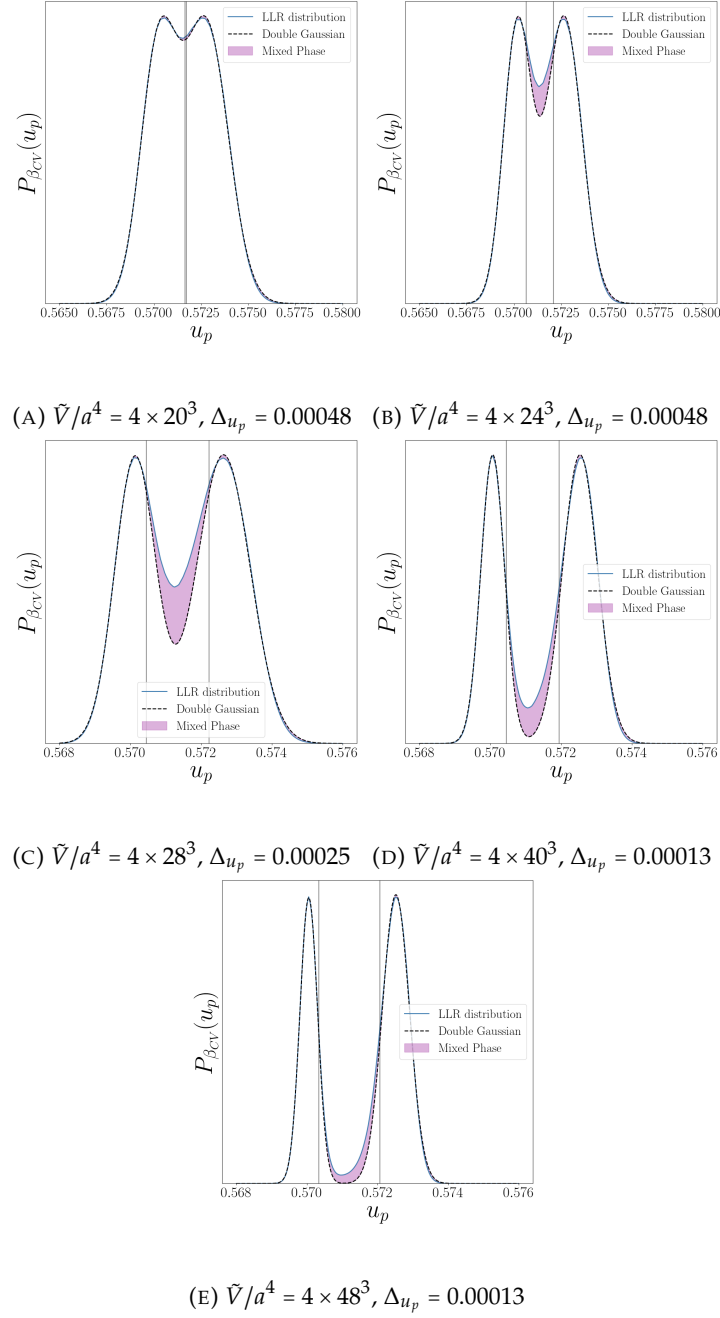 LLR distribution
Double Gaussian
Mixed Phase
P_{β_{CV}}(u_p)
0.5650 0.5675 0.5700 0.5725 0.5750 0.5775 0.5800
u_p
(A) Ṽ/a⁴ = 4 × 20³, Δ_{u_p} = 0.00048
LLR distribution
Double Gaussian
Mixed Phase
P_{β_{CV}}(u_p)
0.5650 0.5675 0.5700 0.5725 0.5750 0.5775 0.5800
u_p
(B) Ṽ/a⁴ = 4 × 24³, Δ_{u_p} = 0.00048
P_{β_{CV}}(u_p)
LLR distribution
Double Gaussian
Mixed Phase
0.568 0.570 0.572 0.574 0.576
u_p
(C) Ṽ/a⁴ = 4 × 28³, Δ_{u_p} = 0.00025
P_{β_{CV}}(u_p)
LLR distribution
Double Gaussian
Mixed Phase
0.568 0.570 0.572 0.574 0.576
u_p
(D) Ṽ/a⁴ = 4 × 40³, Δ_{u_p} = 0.00013
P_{β_{CV}}(u_p)
LLR distribution
Double Gaussian
Mixed Phase
0.568 0.570 0.572 0.574 0.576
u_p
(E) Ṽ/a⁴ = 4 × 48³, Δ_{u_p} = 0.00013